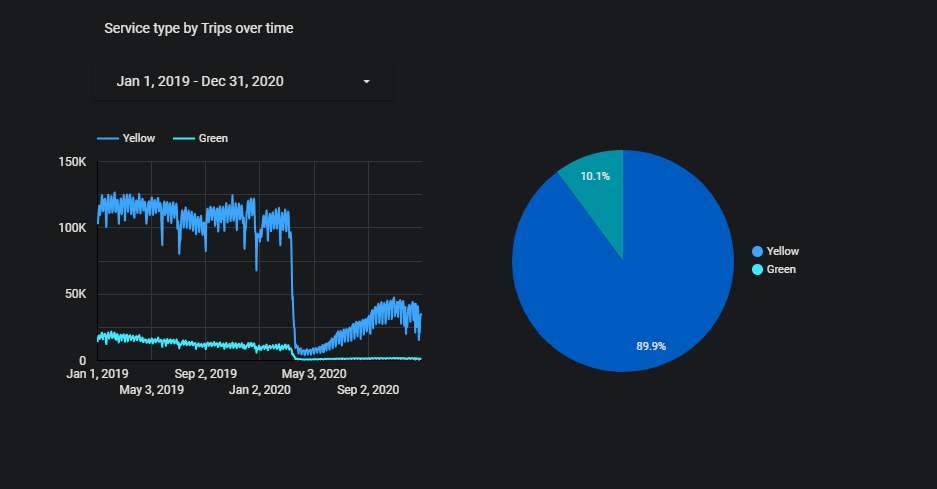 Service type by Trips over time
Jan 1, 2019 - Dec 31, 2020
Yellow Green
150K
100K
50K
0
Jan 1, 2019 Sep 2, 2019 May 3, 2020
May 3, 2019 Jan 2, 2020 Sep 2, 2020
10.1%
89.9%
Yellow
Green